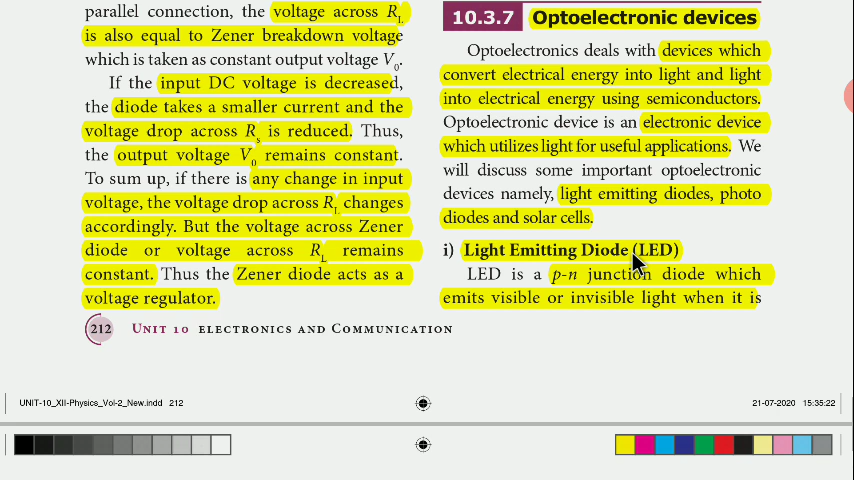 parallel connection, the voltage across R_L
is also equal to Zener breakdown voltage
which is taken as constant output voltage V₀.
If the input DC voltage is decreased,
the diode takes a smaller current and the
voltage drop across R_s is reduced. Thus,
the output voltage V₀ remains constant.
To sum up, if there is any change in input
voltage, the voltage drop across R_L changes
accordingly. But the voltage across Zener
diode or voltage across R_L remains
constant. Thus the Zener diode acts as a
voltage regulator.
10.3.7 Optoelectronic devices
Optoelectronics deals with devices which
convert electrical energy into light and light
into electrical energy using semiconductors.
Optoelectronic device is an electronic device
which utilizes light for useful applications. We
will discuss some important optoelectronic
devices namely, light emitting diodes, photo
diodes and solar cells.
i) Light Emitting Diode (LED)
LED is a p-n junction diode which
emits visible or invisible light when it is
212 UNIT 10 ELECTRONICS AND COMMUNICATION
UNIT-10_XII-Physics_Vol-2_New.indd 212
21-07-2020 15:35:22